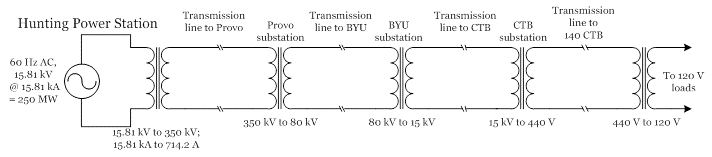 Hunting Power Station
Transmission
line to Provo
Provo
substation
Transmission
line to BYU
BYU
substation
Transmission
line to CTB
CTB
substation
Transmission
line to
140 CTB
60 Hz AC,
15.81 kV
@ 15.81 kA
= 250 MW
To 120 V
loads
15.81 kV to 350 kV;
15.81 kA to 714.2 A
350 kV to 80 kV
80 kV to 15 kV
15 kV to 440 V
440 V to 120 V